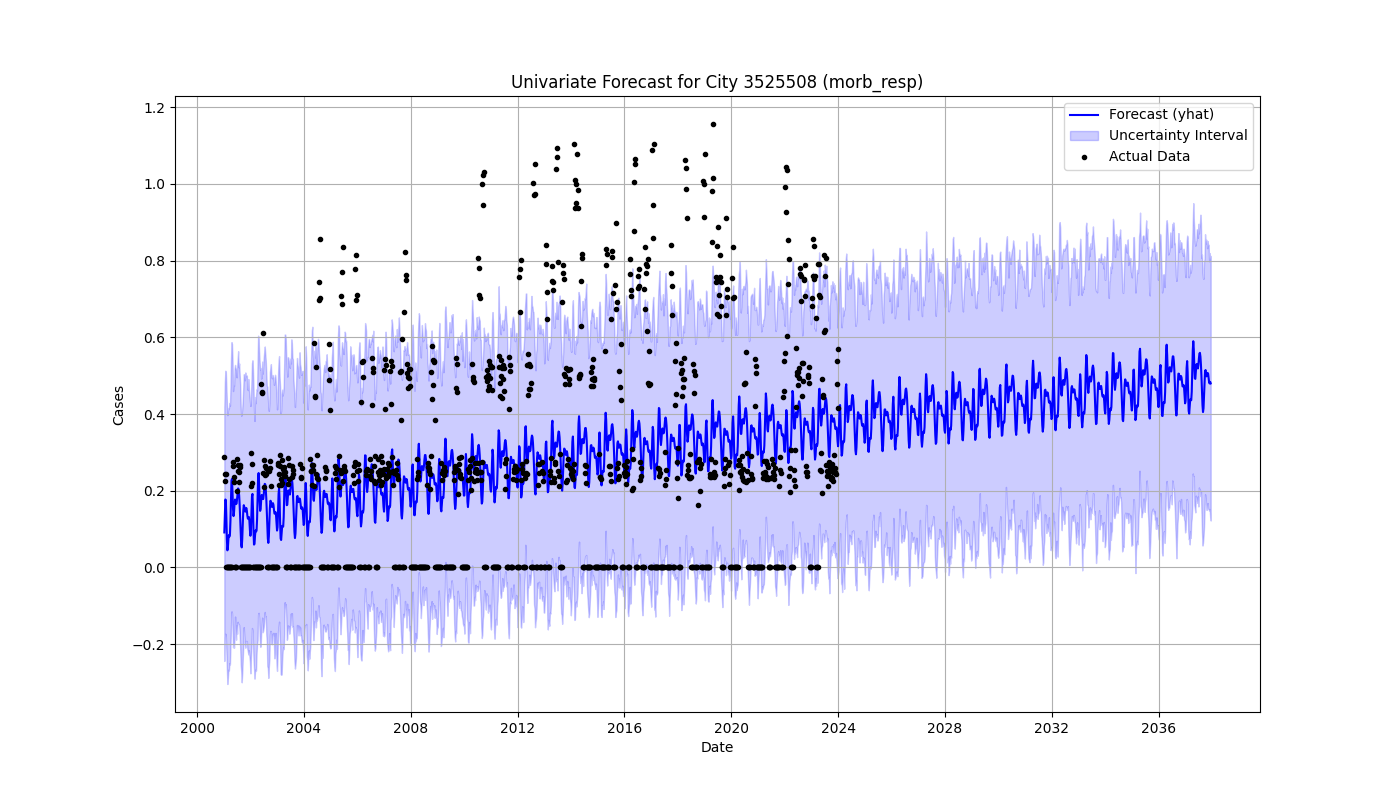 Univariate Forecast for City 3525508 (morb_resp)
Forecast (yhat)
Uncertainty Interval
Actual Data
Cases
1.2
1.0
0.8
0.6
0.4
0.2
0.0
−0.2
2000 2004 2008 2012 2016 2020 2024 2028 2032 2036
Date